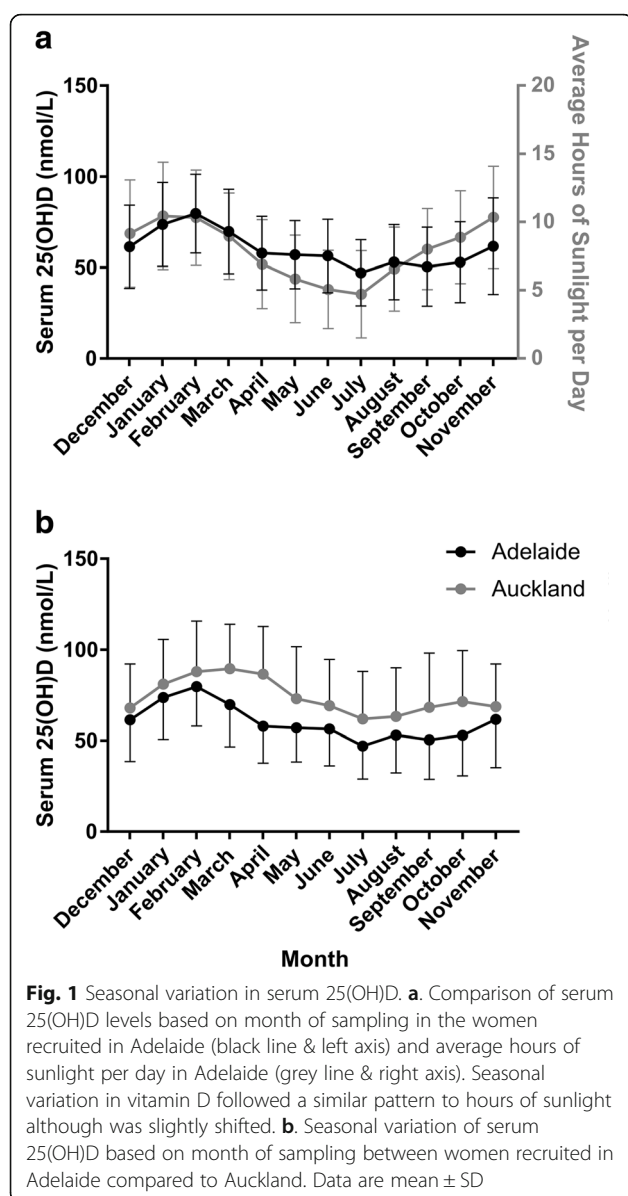 a
Serum 25(OH)D (nmol/L)
150
100
50
0
Average Hours of Sunlight per Day
20
15
10
5
0
December
January
February
March
April
May
June
July
August
September
October
November
b
Serum 25(OH)D (nmol/L)
150
100
50
0
Adelaide
Auckland
December
January
February
March
April
May
June
July
August
September
October
November
Month
Fig. 1 Seasonal variation in serum 25(OH)D. a. Comparison of serum
25(OH)D levels based on month of sampling in the women
recruited in Adelaide (black line & left axis) and average hours of
sunlight per day in Adelaide (grey line & right axis). Seasonal
variation in vitamin D followed a similar pattern to hours of sunlight
although was slightly shifted. b. Seasonal variation of serum
25(OH)D based on month of sampling between women recruited in
Adelaide compared to Auckland. Data are mean ± SD